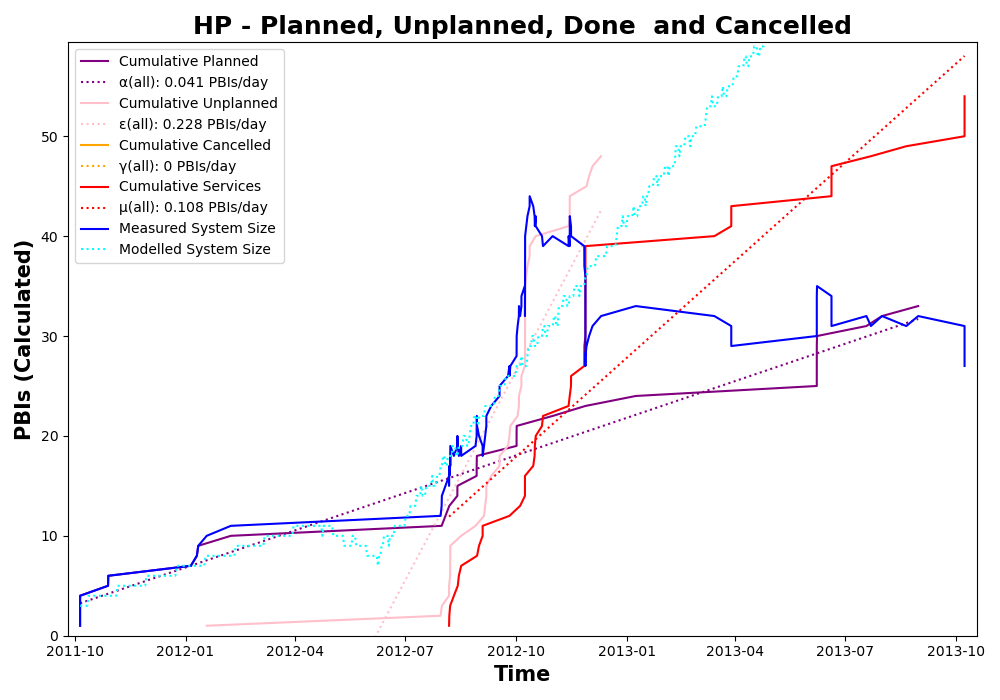 HP - Planned, Unplanned, Done  and Cancelled
Cumulative Planned
α(all): 0.041 PBIs/day
Cumulative Unplanned
ε(all): 0.228 PBIs/day
Cumulative Cancelled
γ(all): 0 PBIs/day
Cumulative Services
μ(all): 0.108 PBIs/day
Measured System Size
Modelled System Size
PBIs (Calculated)
50
40
30
20
10
0
2011-10 2012-01 2012-04 2012-07 2012-10 2013-01 2013-04 2013-07 2013-10
Time